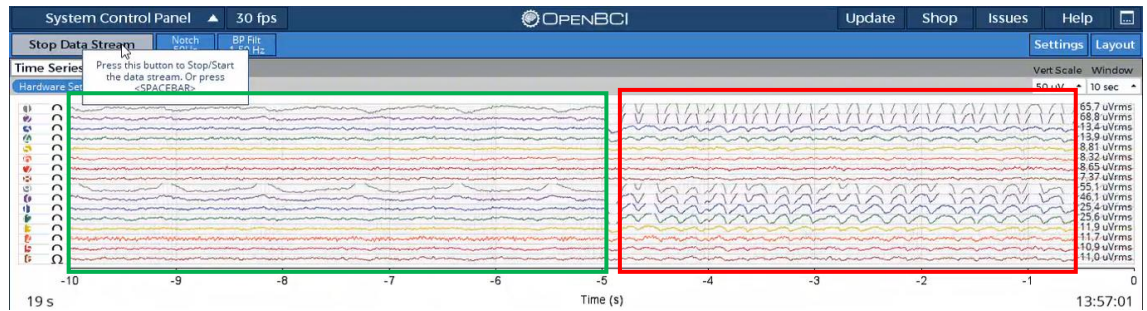 System Control Panel ▲ 30 fps OPENBCI Update Shop Issues Help
Stop Data Stream Notch BP Filt Settings Layout
Time Series Press this button to Stop/Start Vert Scale Window
the data stream. Or press
Hardware <SPACEBAR> 50 uV 10 sec
65,7 uVrms
68,8 uVrms
13,4 uVrms
13,9 uVrms
8,81 uVrms
8,32 uVrms
8,65 uVrms
7,37 uVrms
55,1 uVrms
46,1 uVrms
25,4 uVrms
25,6 uVrms
11,9 uVrms
11,7 uVrms
10,9 uVrms
11,0 uVrms
-10 -9 -8 -7 -6 -5 -4 -3 -2 -1 0
19 s Time (s) 13:57:01